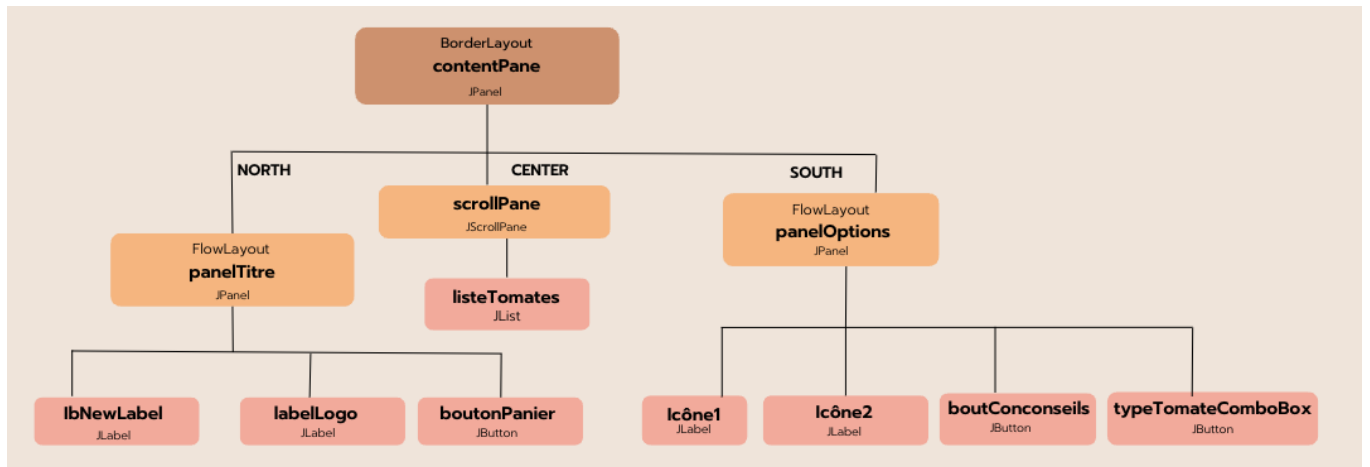 BorderLayout
contentPane
JPanel
NORTH
CENTER
SOUTH
scrollPane
JScrollPane
FlowLayout
panelOptions
JPanel
FlowLayout
panelTitre
JPanel
listeTomates
JList
lbNewLabel
JLabel
labelLogo
JLabel
boutonPanier
JButton
Icône1
JLabel
Icône2
JLabel
boutConconseils
JButton
typeTomateComboBox
JButton